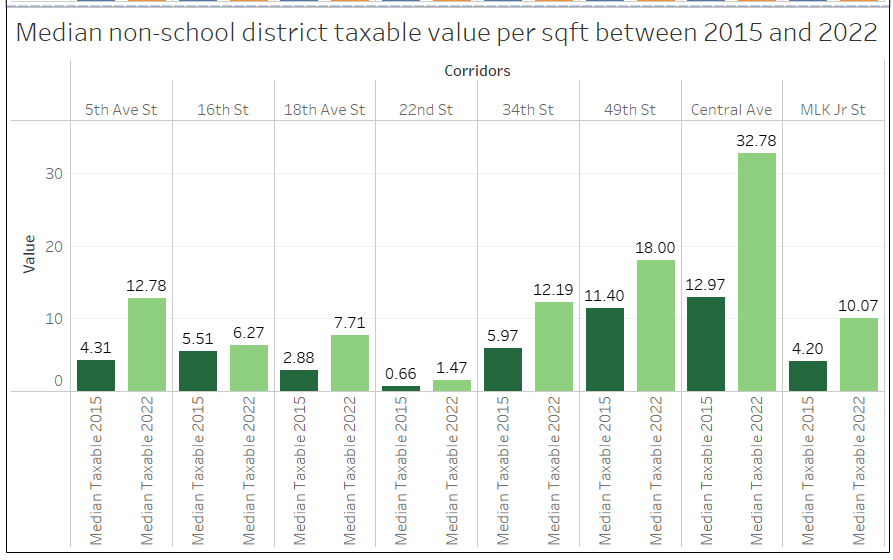 Median non-school district taxable value per sqft between 2015 and 2022
Corridors
5th Ave St 16th St 18th Ave St 22nd St 34th St 49th St Central Ave MLK Jr St
Value
30
20
10
0
4.31 12.78 5.51 6.27 2.88 7.71 0.66 1.47 5.97 12.19 11.40 18.00 12.97 32.78 4.20 10.07
Median Taxable 2015
Median Taxable 2022
Median Taxable 2015
Median Taxable 2022
Median Taxable 2015
Median Taxable 2022
Median Taxable 2015
Median Taxable 2022
Median Taxable 2015
Median Taxable 2022
Median Taxable 2015
Median Taxable 2022
Median Taxable 2015
Median Taxable 2022
Median Taxable 2015
Median Taxable 2022